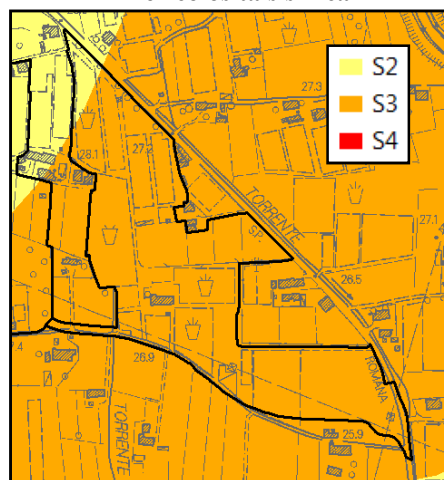 S2
S3
S4
27.3
28.1
27.2
TORRENTE
S.P.
27.1
26.5
26.9
ROMANA
TORRENTE
25.9
4